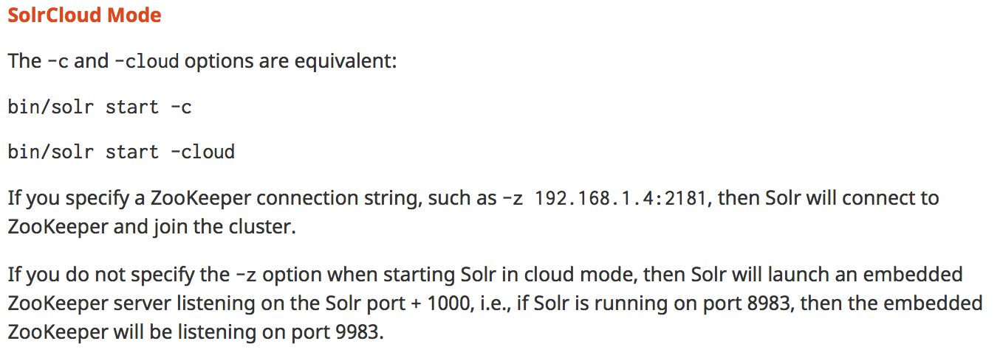 SolrCloud Mode
The -c and -cloud options are equivalent:
bin/solr start -c
bin/solr start -cloud
If you specify a ZooKeeper connection string, such as -z 192.168.1.4:2181, then Solr will connect to
ZooKeeper and join the cluster.
If you do not specify the -z option when starting Solr in cloud mode, then Solr will launch an embedded
ZooKeeper server listening on the Solr port + 1000, i.e., if Solr is running on port 8983, then the embedded
ZooKeeper will be listening on port 9983.